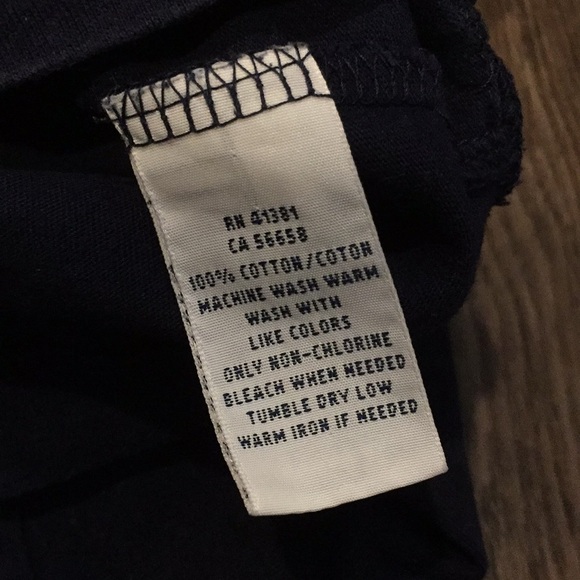 RN 41381
CA 56658
100% COTTON/COTON
MACHINE WASH WARM
WASH WITH
LIKE COLORS
ONLY NON-CHLORINE
BLEACH WHEN NEEDED
TUMBLE DRY LOW
WARM IRON IF NEEDED